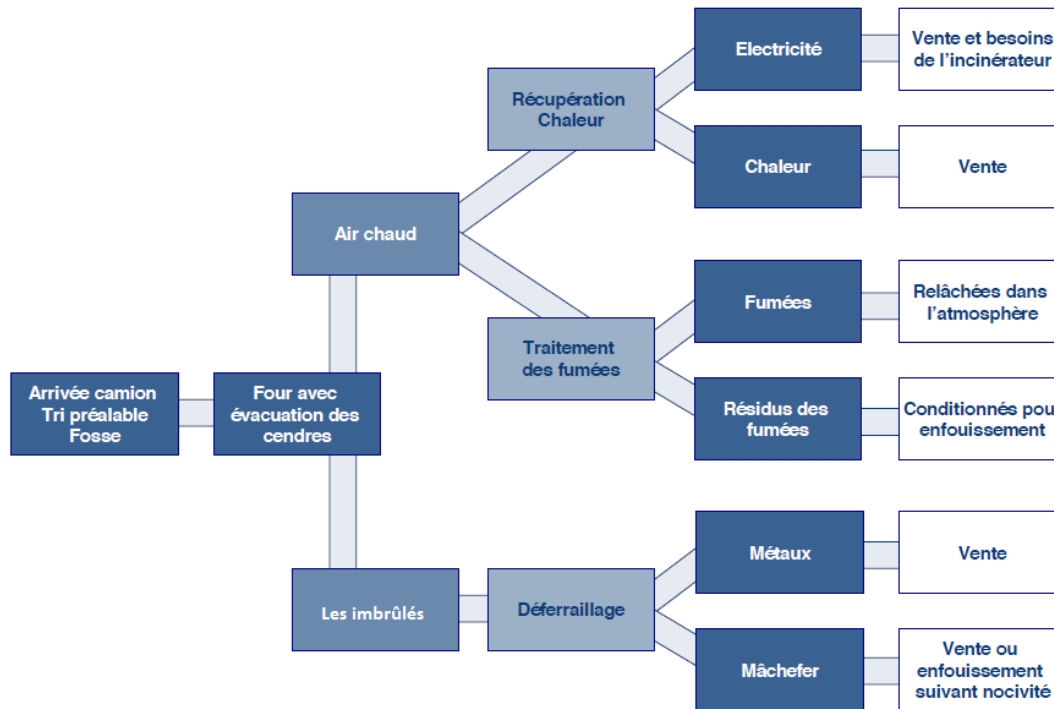 Electricité
Vente et besoins
de l'incinérateur
Récupération
Chaleur
Chaleur
Vente
Air chaud
Fumées
Relâchées dans
l'atmosphère
Traitement
des fumées
Arrivée camion
Tri préalable
Fosse
Four avec
évacuation des
cendres
Résidus des
fumées
Conditionnés pou
enfouissement
Métaux
Vente
Les imbrûlés
Déferraillage
Mâchefer
Vente ou
enfouissement
suivant nocivité